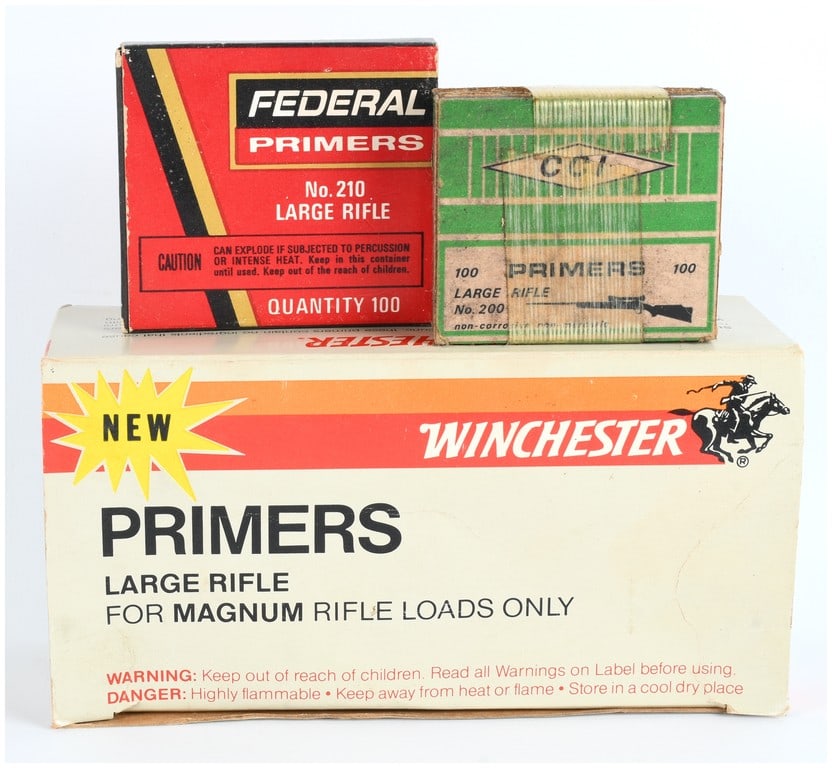 FEDERAL
PRIMERS
No. 210
LARGE RIFLE
CAUTION
CAN EXPLODE IF SUBJECTED TO PERCUSSION
OR INTENSE HEAT. Keep in this container
until used. Keep out of the reach of children.
QUANTITY 100
CCI
100 PRIMERS 100
LARGE RIFLE
No. 200
WINCHESTER
NEW
WINCHESTER
®
PRIMERS
LARGE RIFLE
FOR MAGNUM RIFLE LOADS ONLY
WARNING: Keep out of reach of children. Read all Warnings on Label before using.
DANGER: Highly flammable • Keep away from heat or flame • Store in a cool dry place